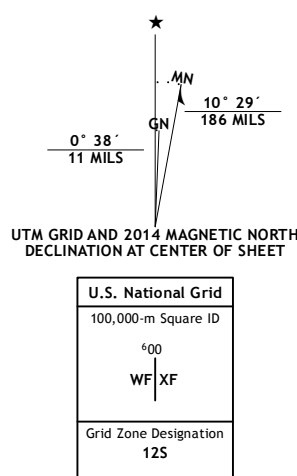 ★
MN
GN
0° 38´
11 MILS
10° 29´
186 MILS
UTM GRID AND 2014 MAGNETIC NORTH
DECLINATION AT CENTER OF SHEET
U.S. National Grid
100,000-m Square ID
⁶00
WF XF
Grid Zone Designation
12S